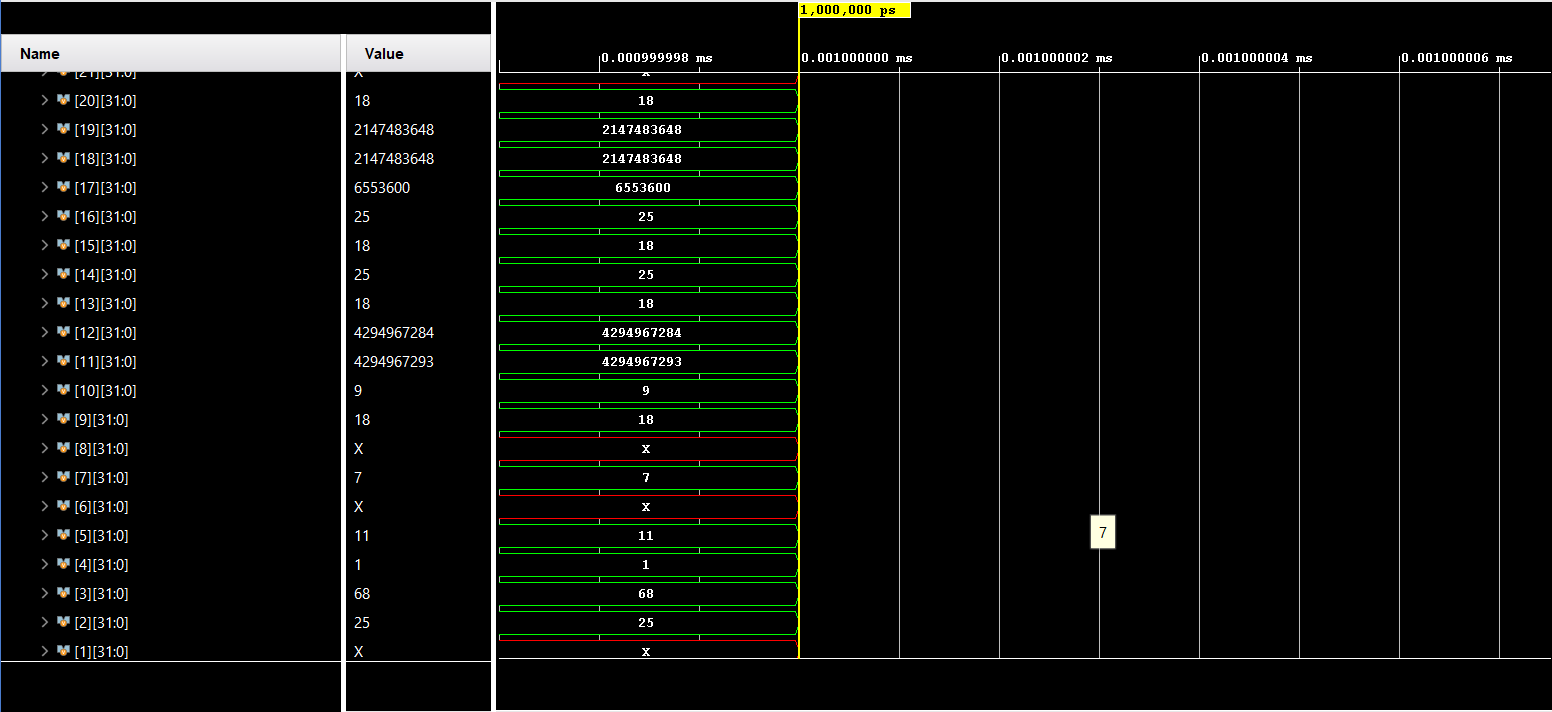 1,000,000 ps
Name Value
0.000999998 ms 0.001000000 ms 0.001000002 ms 0.001000004 ms 0.001000006 ms
[21][31:0] X X
[20][31:0] 18 18
[19][31:0] 2147483648 2147483648
[18][31:0] 2147483648 2147483648
[17][31:0] 6553600 6553600
[16][31:0] 25 25
[15][31:0] 18 18
[14][31:0] 25 25
[13][31:0] 18 18
[12][31:0] 4294967284 4294967284
[11][31:0] 4294967293 4294967293
[10][31:0] 9 9
[9][31:0] 18 18
[8][31:0] X X
[7][31:0] 7 7
[6][31:0] X X
[5][31:0] 11 11
7
[4][31:0] 1 1
[3][31:0] 68 68
[2][31:0] 25 25
[1][31:0] X X